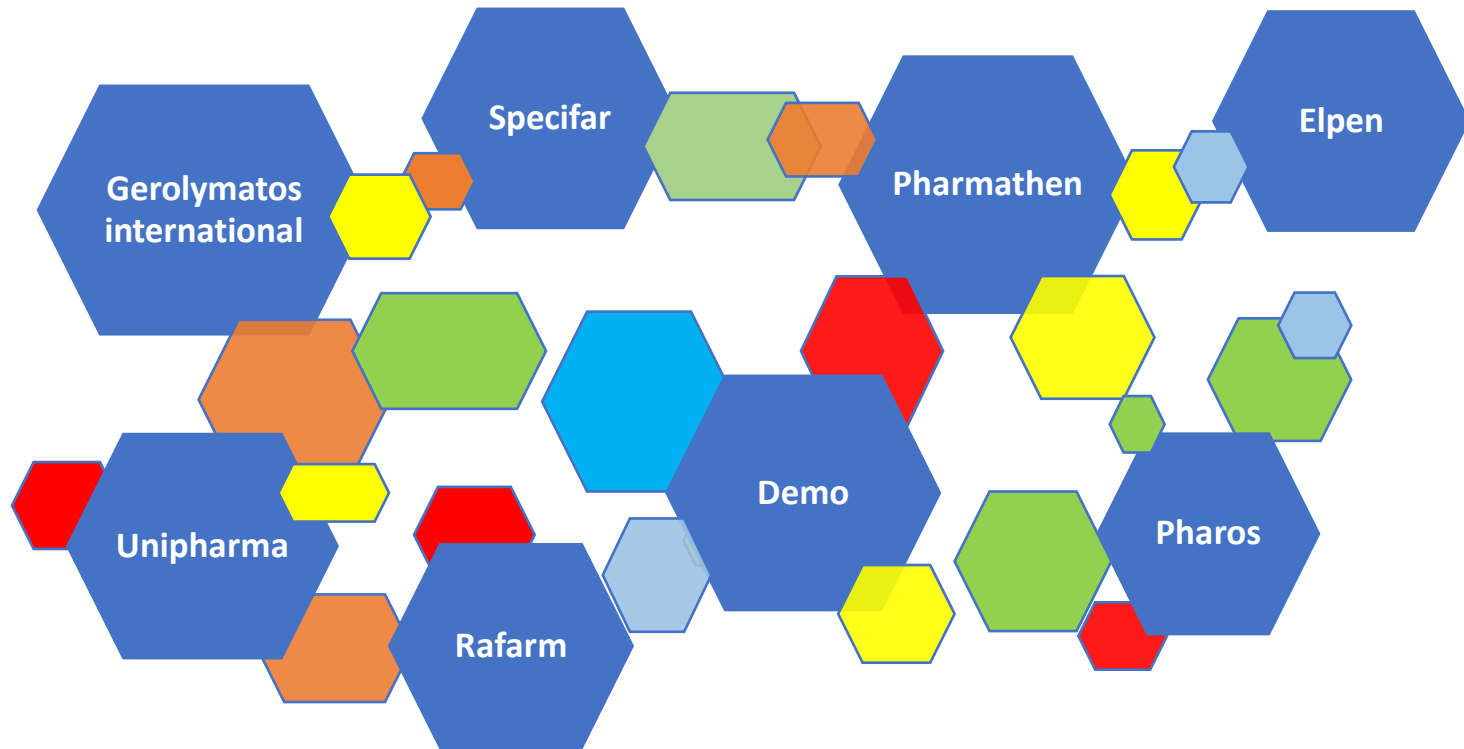 Specifar
Elpen
Gerolymatos
international
Pharmathen
Demo
Unipharma
Pharos
Rafarm